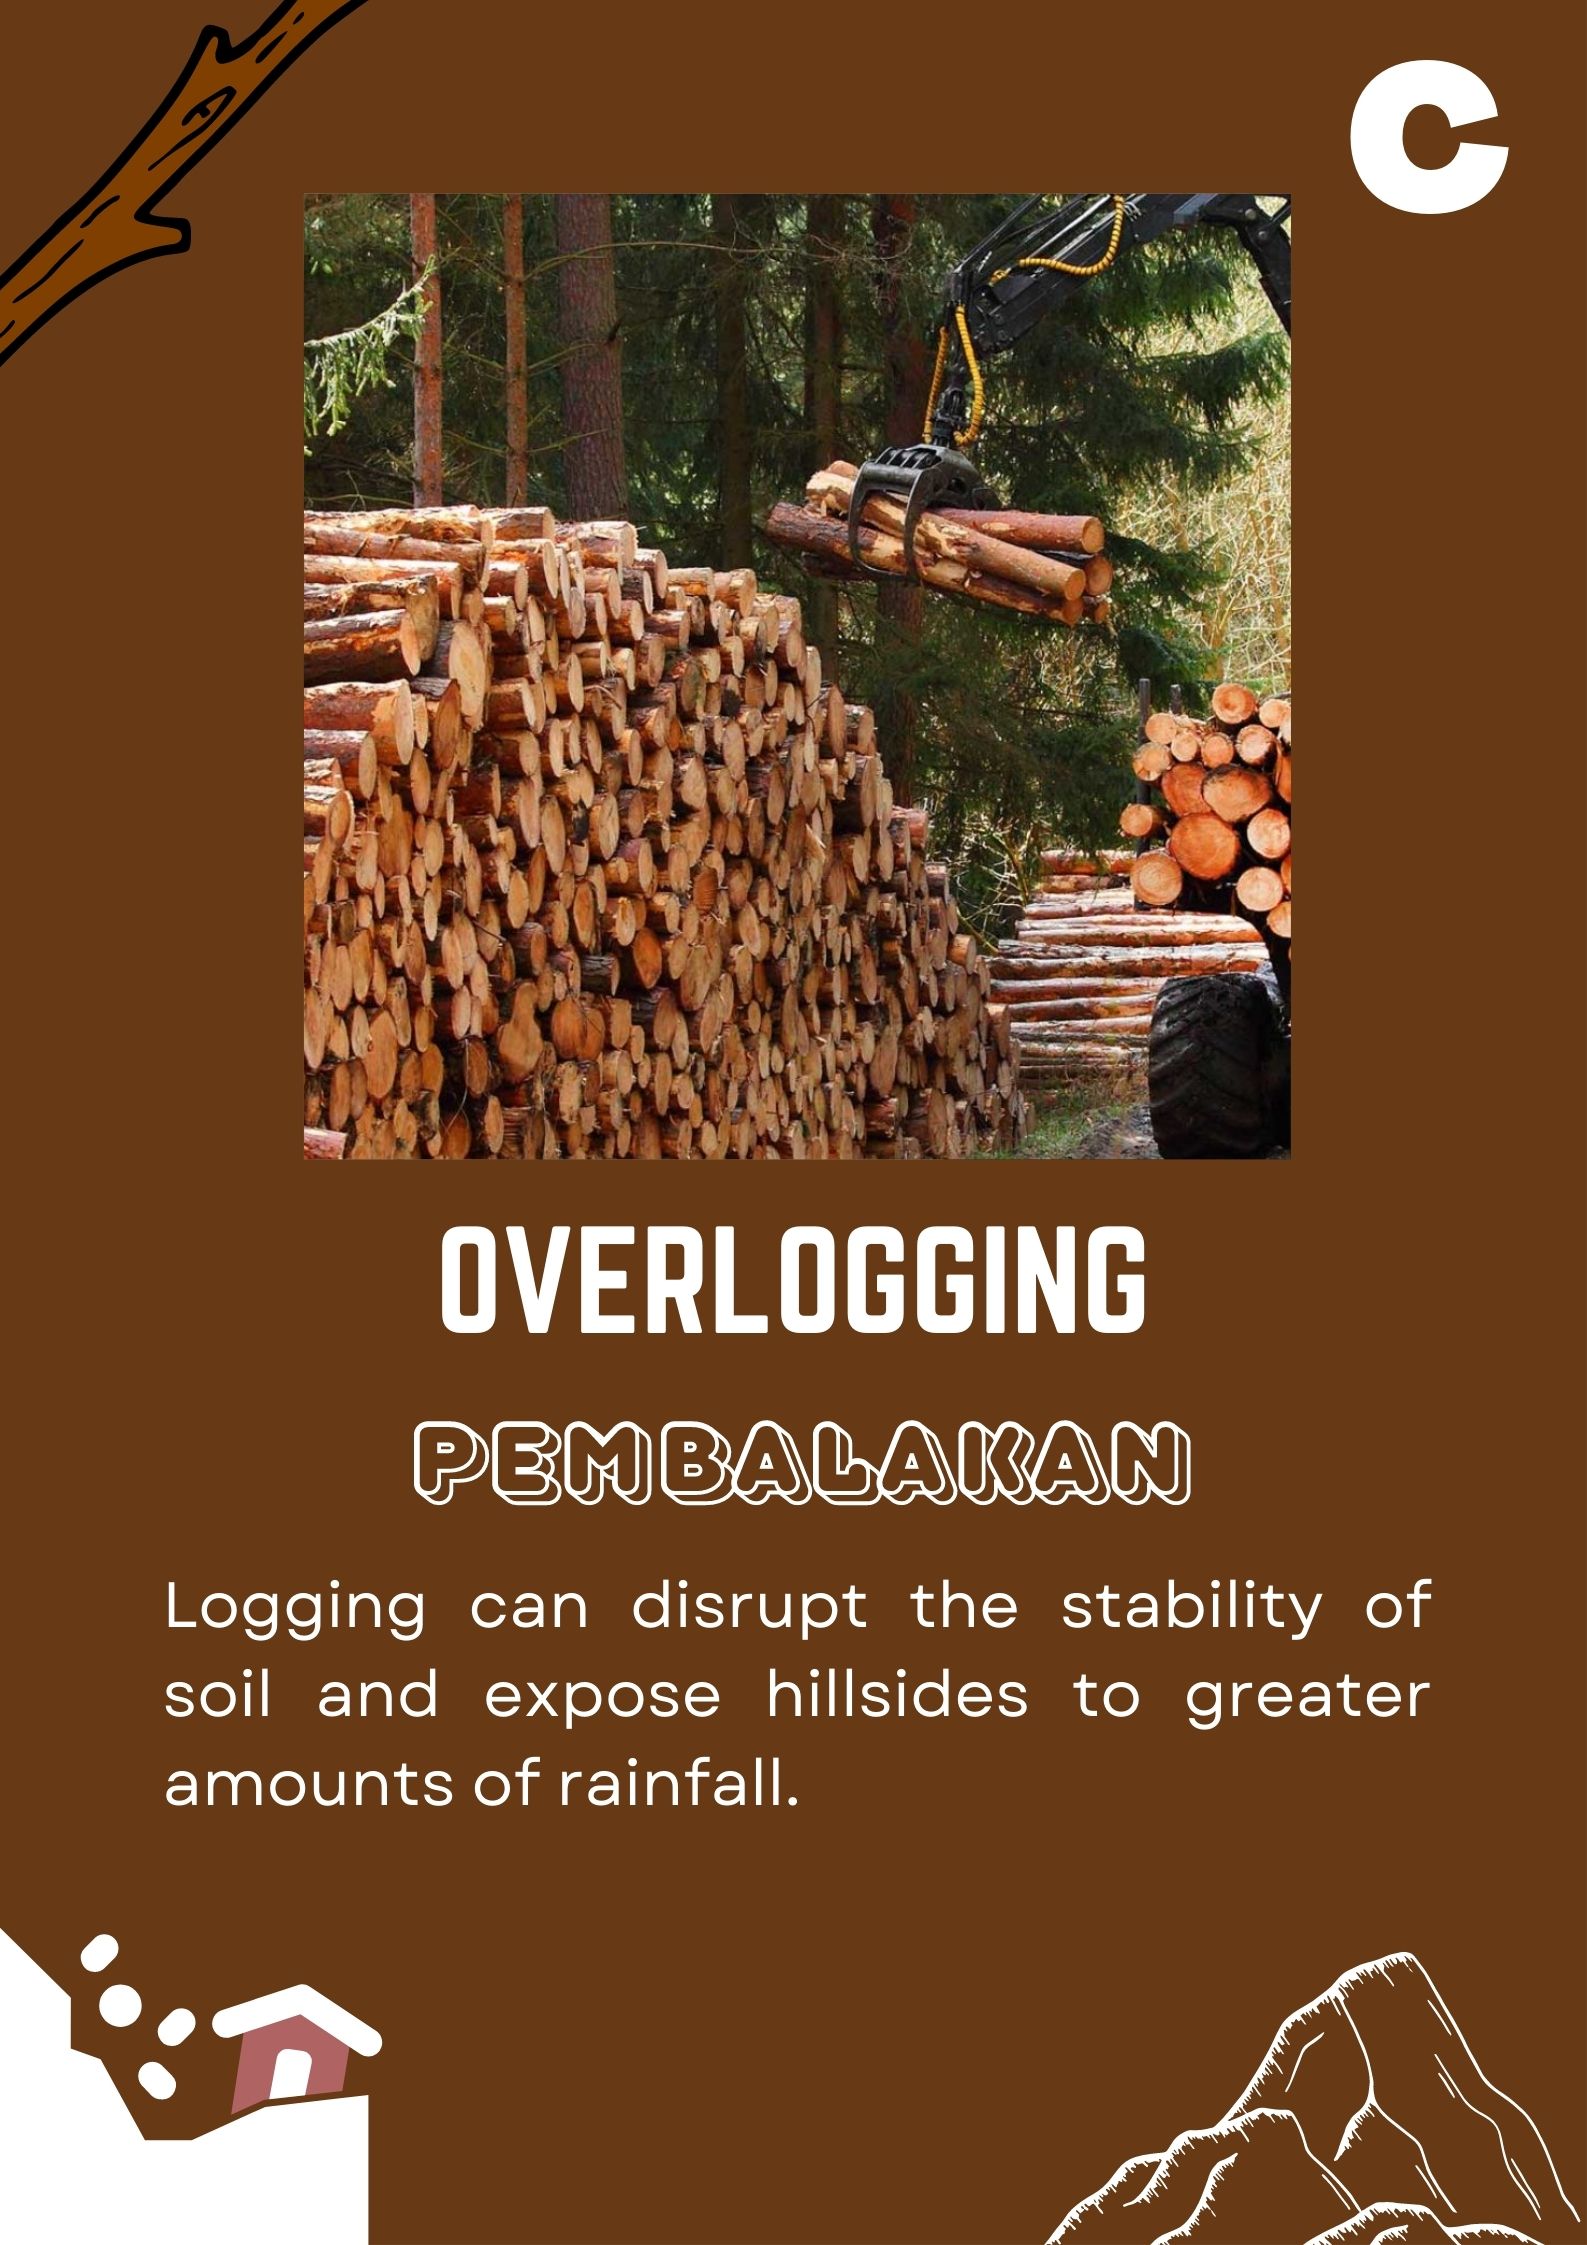 C
OVERLOGGING
PEMBALAKAN
Logging can disrupt the stability of
soil and expose hillsides to greater
amounts of rainfall.